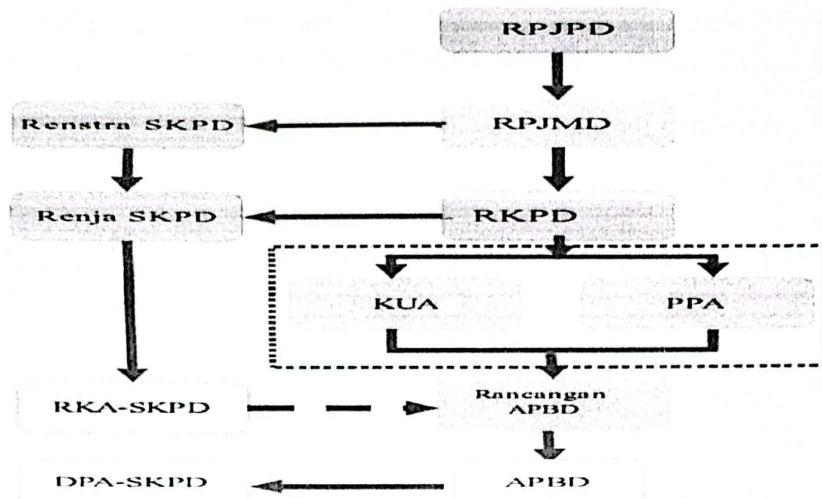 RPJPD
Renstra SKPD
RPJMD
Renja SKPD
RKPD
KUA
PPA
RKA-SKPD
Rancangan
APBD
DPA-SKPD
APBD